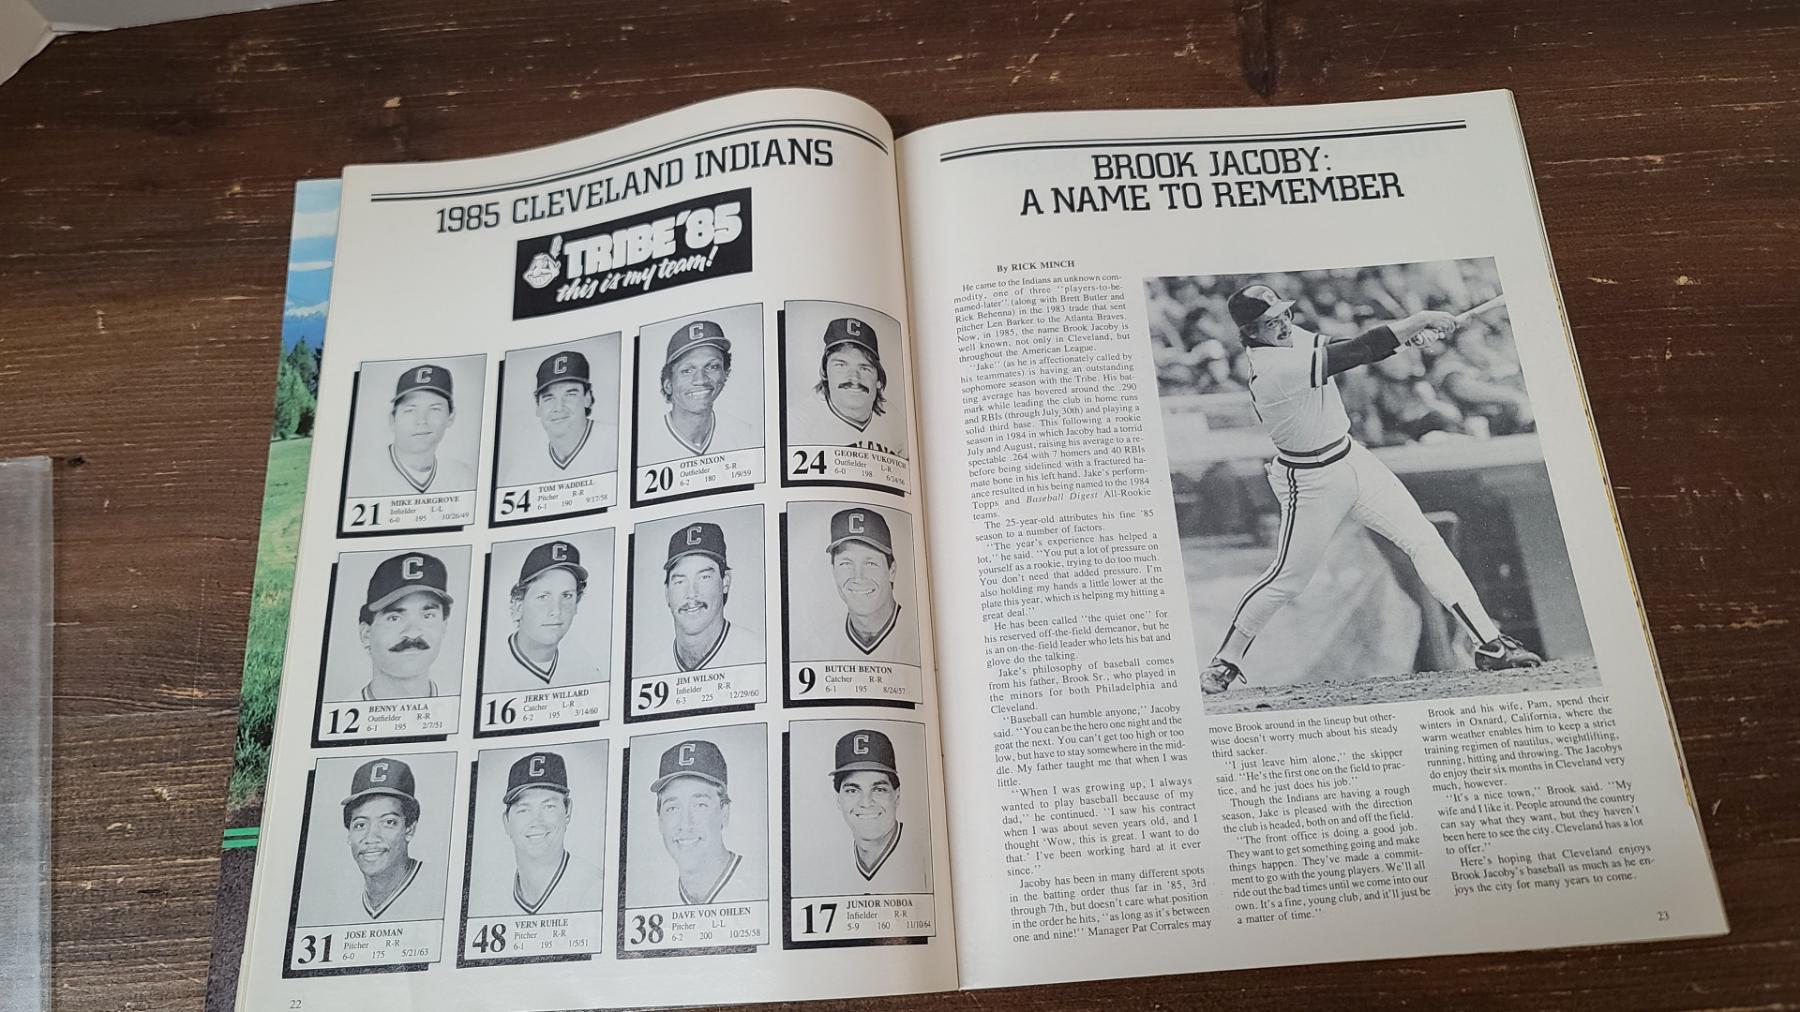 1985 CLEVELAND INDIANS
TRIBE '85
this is my team!
21 MIKE HARGROVE
Infielder L-L
6-0 195 10/26/49
54 TOM WADDELL
Pitcher R-R
6-1 190 9/17/58
20 OTIS NIXON
Outfielder S-R
6-2 180 1/9/59
24 GEORGE VUKOVICH
Outfielder L-R
6-0 198 6/24/56
12 BENNY AYALA
Outfielder R-R
6-1 195 2/7/51
16 JERRY WILLARD
Catcher L-R
6-2 195 3/14/60
59 JIM WILSON
Infielder R-R
6-3 225 12/29/60
9 BUTCH BENTON
Catcher R-R
6-1 195 8/24/57
31 JOSE ROMAN
Pitcher R-R
6-0 175 5/21/63
48 VERN RUHLE
Pitcher R-R
6-1 195 1/5/51
38 DAVE VON OHLEN
Pitcher L-L
6-2 200 10/25/58
17 JUNIOR NOBOA
Infielder R-R
5-9 160 11/10/64
22
BROOK JACOBY:
A NAME TO REMEMBER
By RICK MINCH
He came to the Indians an unknown com-
modity, one of three "players-to-be-
named-later" (along with Brett Butler and
Rick Behenna) in the 1983 trade that sent
pitcher Len Barker to the Atlanta Braves.
Now, in 1985, the name Brook Jacoby is
well known, not only in Cleveland, but
throughout the American League.
"Jake" (as he is affectionately called by
his teammates) is having an outstanding
sophomore season with the Tribe. His bat-
ting average has hovered around the .290
mark while leading the club in home runs
and RBIs (through July 30th) and playing a
solid third base. This following a rookie
season in 1984 in which Jacoby had a torrid
July and August, raising his average to a re-
spectable .264 with 7 homers and 40 RBIs
before being sidelined with a fractured ha-
mate bone in his left hand. Jake's perform-
ance resulted in his being named to the 1984
Topps and Baseball Digest All-Rookie
teams.
The 25-year-old attributes his fine '85
season to a number of factors.
"The year's experience has helped a
lot," he said. "You put a lot of pressure on
yourself as a rookie, trying to do too much.
You don't need that added pressure. I'm
also holding my hands a little lower at the
plate this year, which is helping my hitting a
great deal."
He has been called "the quiet one" for
his reserved off-the-field demeanor, but he
is an on-the-field leader who lets his bat and
glove do the talking.
Jake's philosophy of baseball comes
from his father, Brook Sr., who played in
the minors for both Philadelphia and
Cleveland.
"Baseball can humble anyone," Jacoby
said. "You can be the hero one night and the
goat the next. You can't get too high or too
low, but have to stay somewhere in the mid-
dle. My father taught me that when I was
little.
"When I was growing up, I always
wanted to play baseball because of my
dad," he continued. "I saw his contract
when I was about seven years old, and I
thought 'Wow, this is great. I want to do
that.' I've been working hard at it ever
since."
Jacoby has been in many different spots
in the batting order thus far in '85, 3rd
through 7th, but doesn't care what position
in the order he hits, "as long as it's between
one and nine!" Manager Pat Corrales may
move Brook around in the lineup but other-
wise doesn't worry much about his steady
third sacker.
"I just leave him alone," the skipper
said. "He's the first one on the field to prac-
tice, and he just does his job."
Though the Indians are having a rough
season, Jake is pleased with the direction
the club is headed, both on and off the field.
"The front office is doing a good job.
They want to get something going and make
things happen. They've made a commit-
ment to go with the young players. We'll all
ride out the bad times until we come into our
own. It's a fine, young club, and it'll just be
a matter of time."
Brook and his wife, Pam, spend their
winters in Oxnard, California, where the
warm weather enables him to keep a strict
training regimen of nautilus, weightlifting,
running, hitting and throwing. The Jacobys
do enjoy their six months in Cleveland very
much, however.
"It's a nice town," Brook said. "My
wife and I like it. People around the country
can say what they want, but they haven't
been here to see the city. Cleveland has a lot
to offer."
Here's hoping that Cleveland enjoys
Brook Jacoby's baseball as much as he en-
joys the city for many years to come.
23